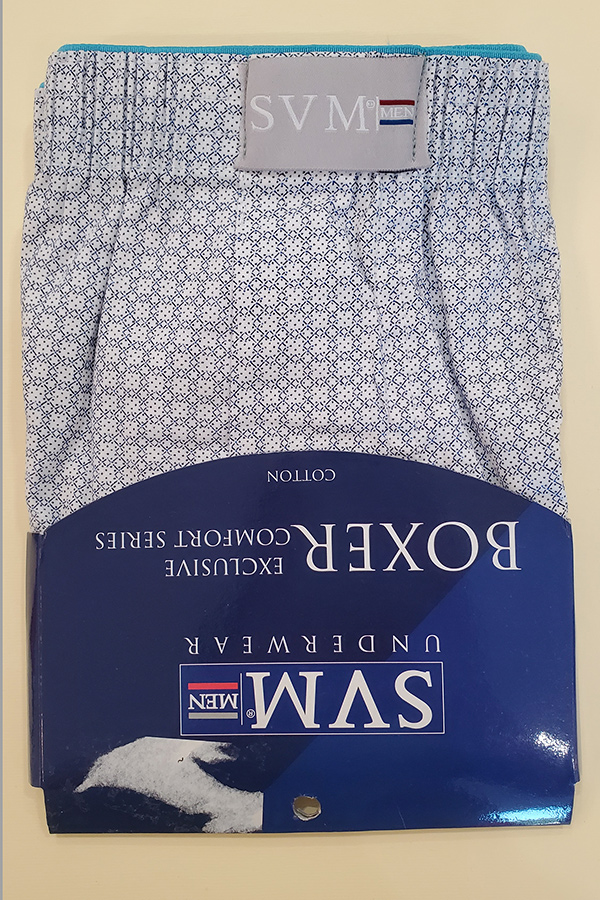 SVM® MEN
COTTON
BOXER EXCLUSIVE
COMFORT SERIES
UNDERWEAR
SVM® MEN